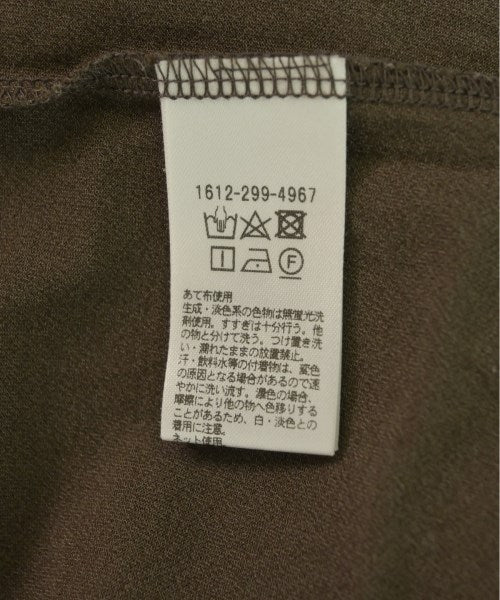 1612-299-4967
F
あて布使用
生成・淡色系の色物は無蛍光洗
剤使用。すすぎは十分行う。他
の物と分けて洗う。つけ置き洗
い・濡れたままの放置禁止。
汗・飲料水等の付着物は、変色
の原因となる場合があるので速
やかに洗い流す。濃色の場合、
摩擦により他の物へ色移りする
ことがあるため、白・淡色との
着用に注意。
ネット使用